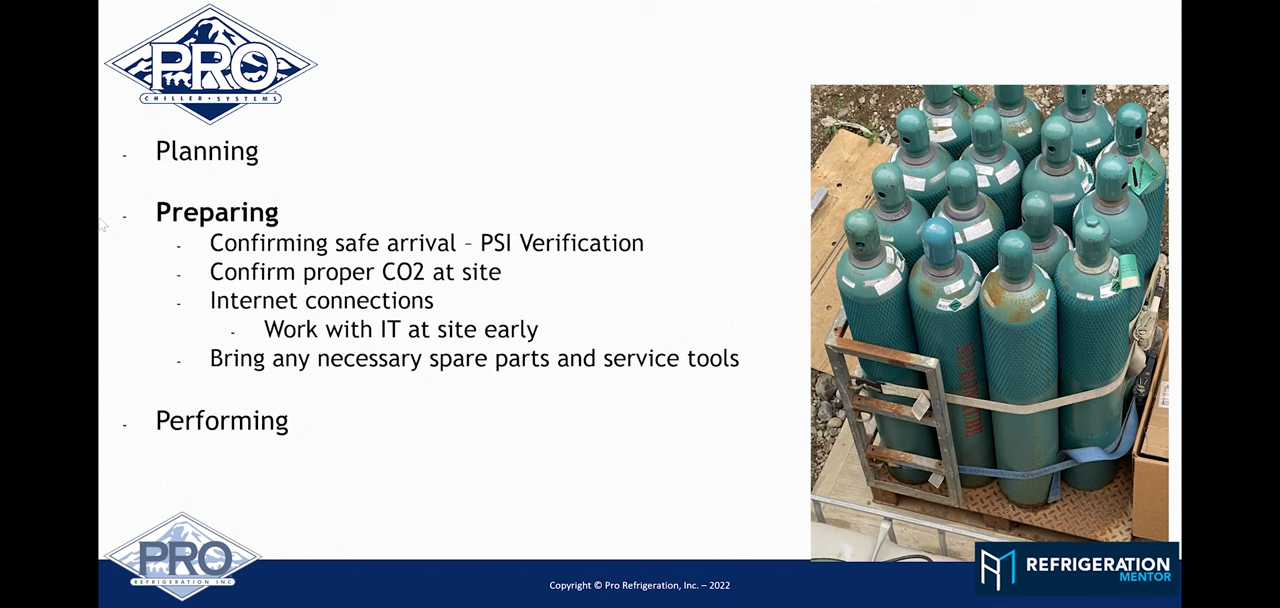 PRO
CHILLER • SYSTEMS
- Planning
- Preparing
- Confirming safe arrival – PSI Verification
- Confirm proper CO2 at site
- Internet connections
- Work with IT at site early
- Bring any necessary spare parts and service tools
- Performing
PRO
REFRIGERATION INC
Copyright © Pro Refrigeration, Inc. – 2022
REFRIGERATION
MENTOR